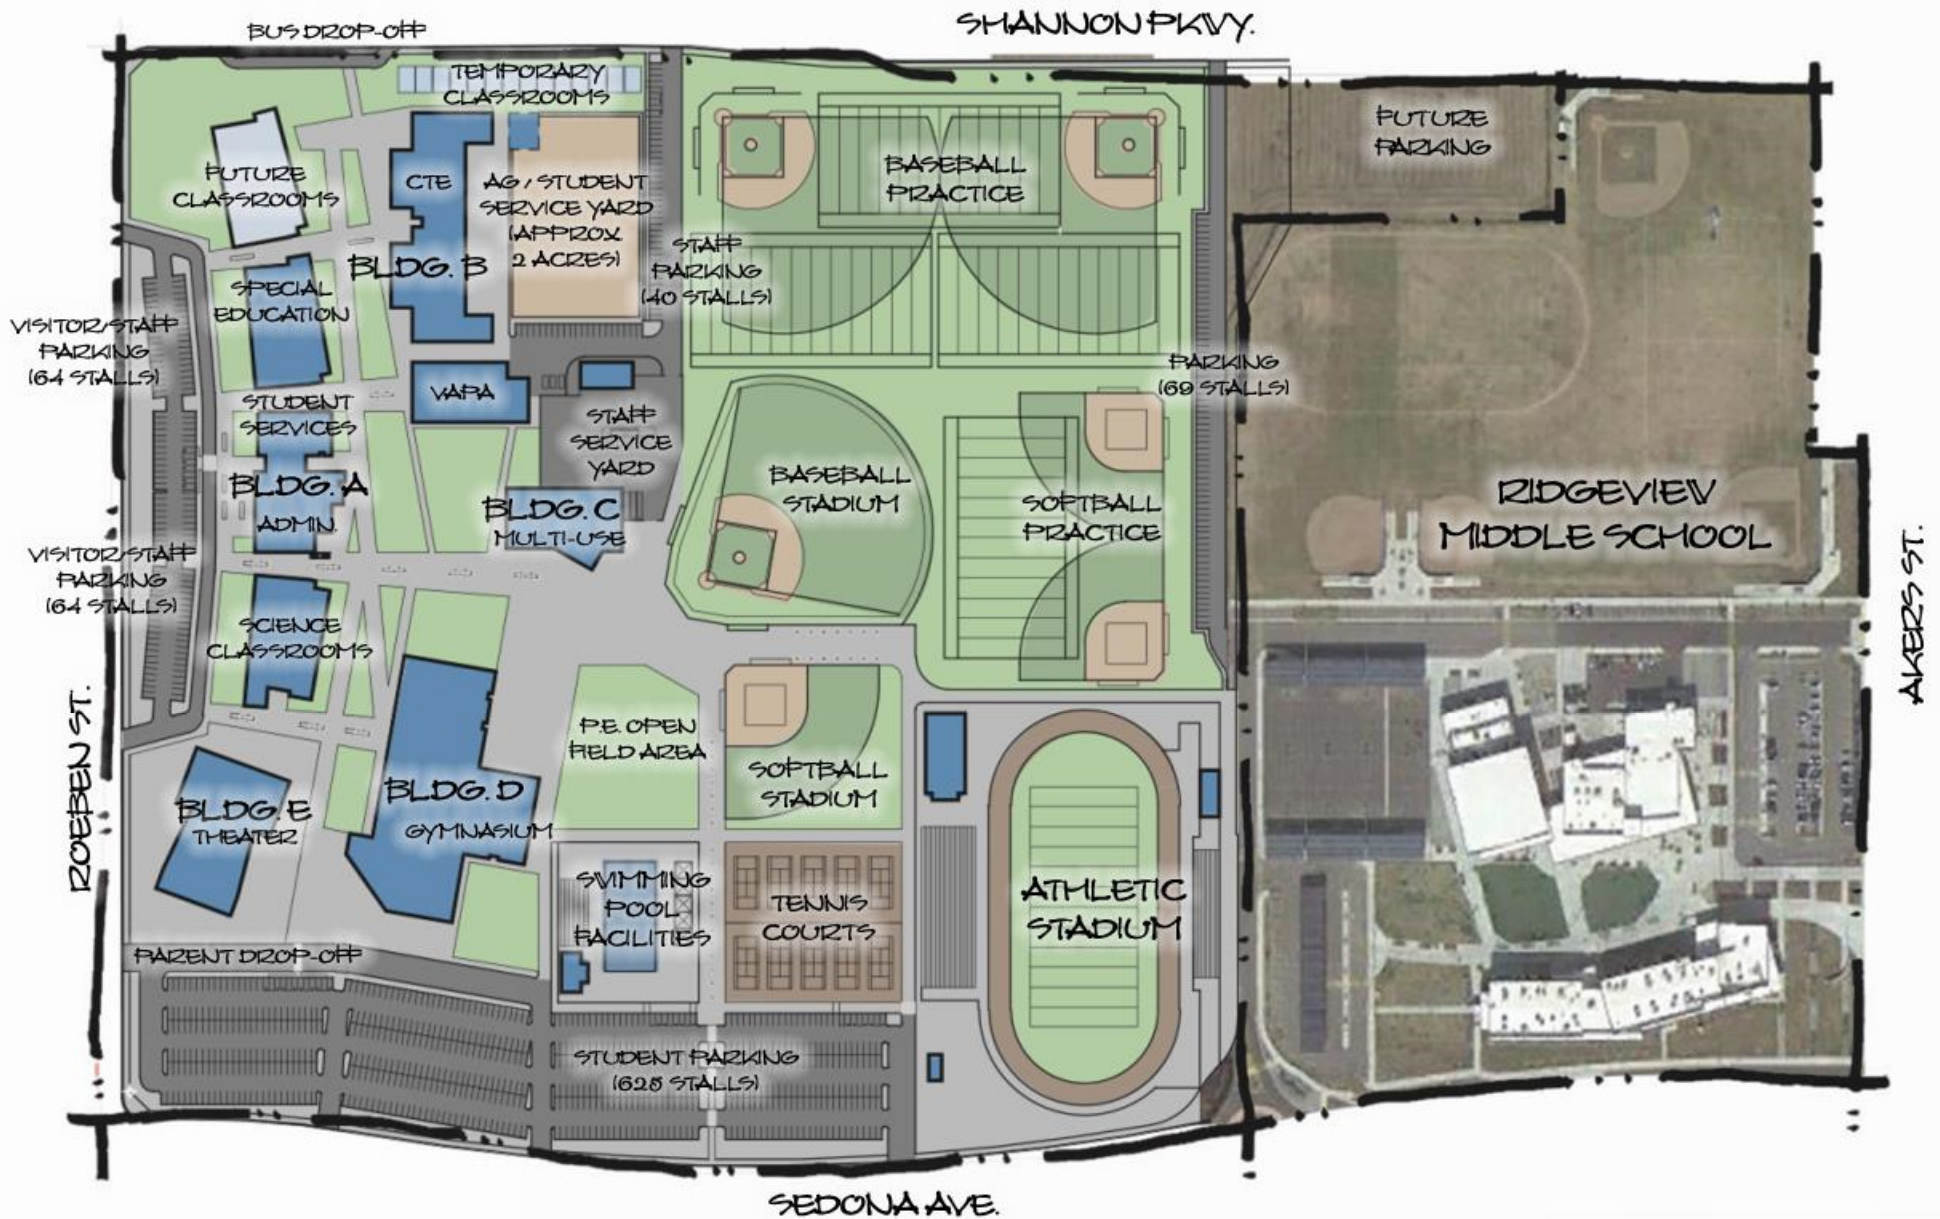 SHANNON PKWY.
BUS DROP-OFF
TEMPORARY
CLASSROOMS
FUTURE
PARKING
FUTURE
CLASSROOMS
CTE
AG / STUDENT
SERVICE YARD
(APPROX.
2 ACRES)
BASEBALL
PRACTICE
BLDG. B
STAFF
PARKING
(40 STALLS)
SPECIAL
EDUCATION
VISITOR/STAFF
PARKING
(64 STALLS)
VAPA
PARKING
(69 STALLS)
STUDENT
SERVICES
STAFF
SERVICE
YARD
BLDG. A
ADMIN.
BLDG. C
MULTI-USE
BASEBALL
STADIUM
SOFTBALL
PRACTICE
RIDGEVIEW
MIDDLE SCHOOL
VISITOR/STAFF
PARKING
(64 STALLS)
SCIENCE
CLASSROOMS
AKERS ST.
ROEBEN ST.
P.E. OPEN
FIELD AREA
SOFTBALL
STADIUM
BLDG. E
THEATER
BLDG. D
GYMNASIUM
SWIMMING
POOL
FACILITIES
TENNIS
COURTS
ATHLETIC
STADIUM
PARENT DROP-OFF
STUDENT PARKING
(625 STALLS)
SEDONA AVE.